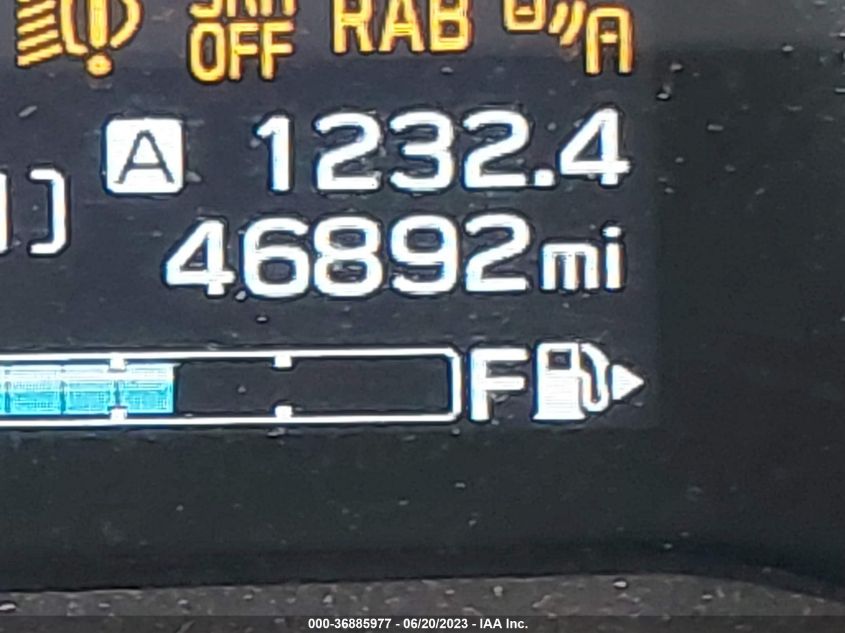 OFF RAB A
A 1232.4
46892mi
F
000-36885977 - 06/20/2023 - IAA Inc.